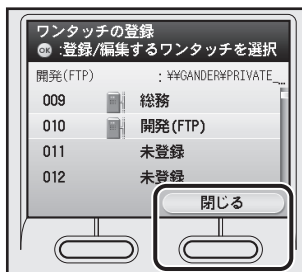 ワンタッチの登録
OK :登録/編集するワンタッチを選択
開発(FTP) : ¥¥GANDER¥PRIVATE_...
009 総務
010 開発(FTP)
011 未登録
012 未登録
閉じる